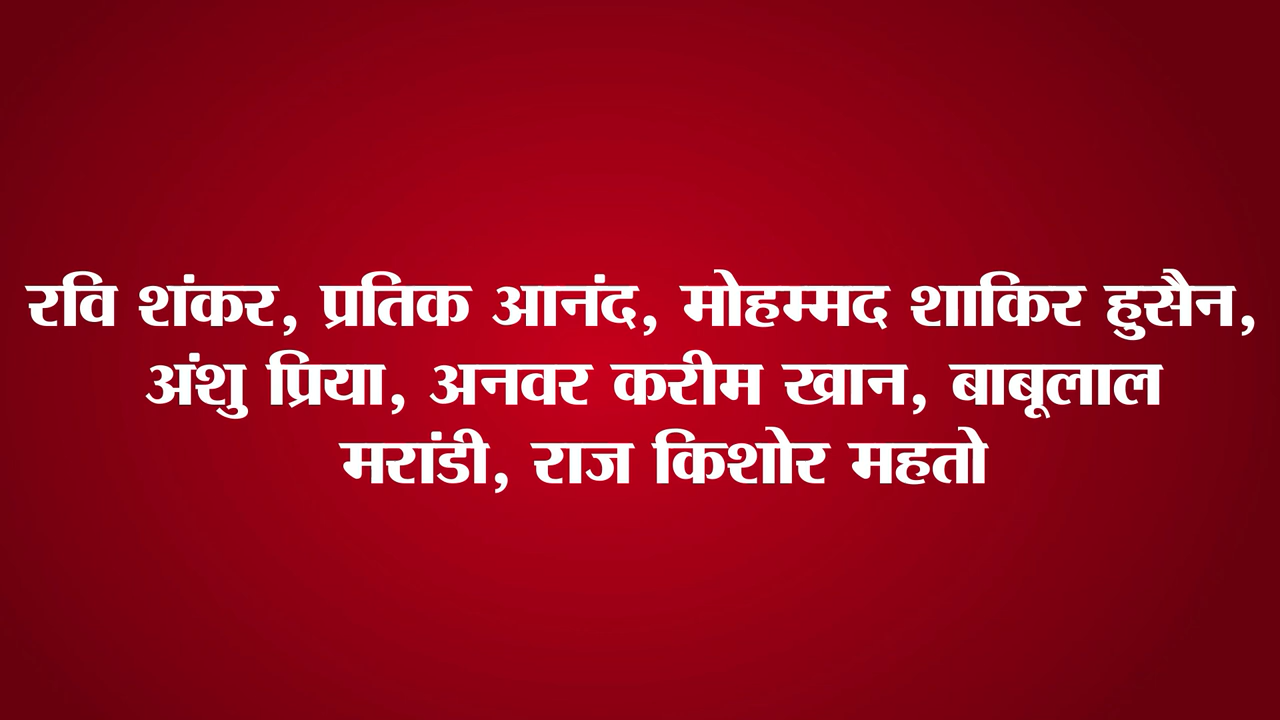 रवि शंकर, प्रतिक आनंद, मोहम्मद शाकिर हुसैन,
अंशु प्रिया, अनवर करीम खान, बाबूलाल
मरांडी, राज किशोर महतो